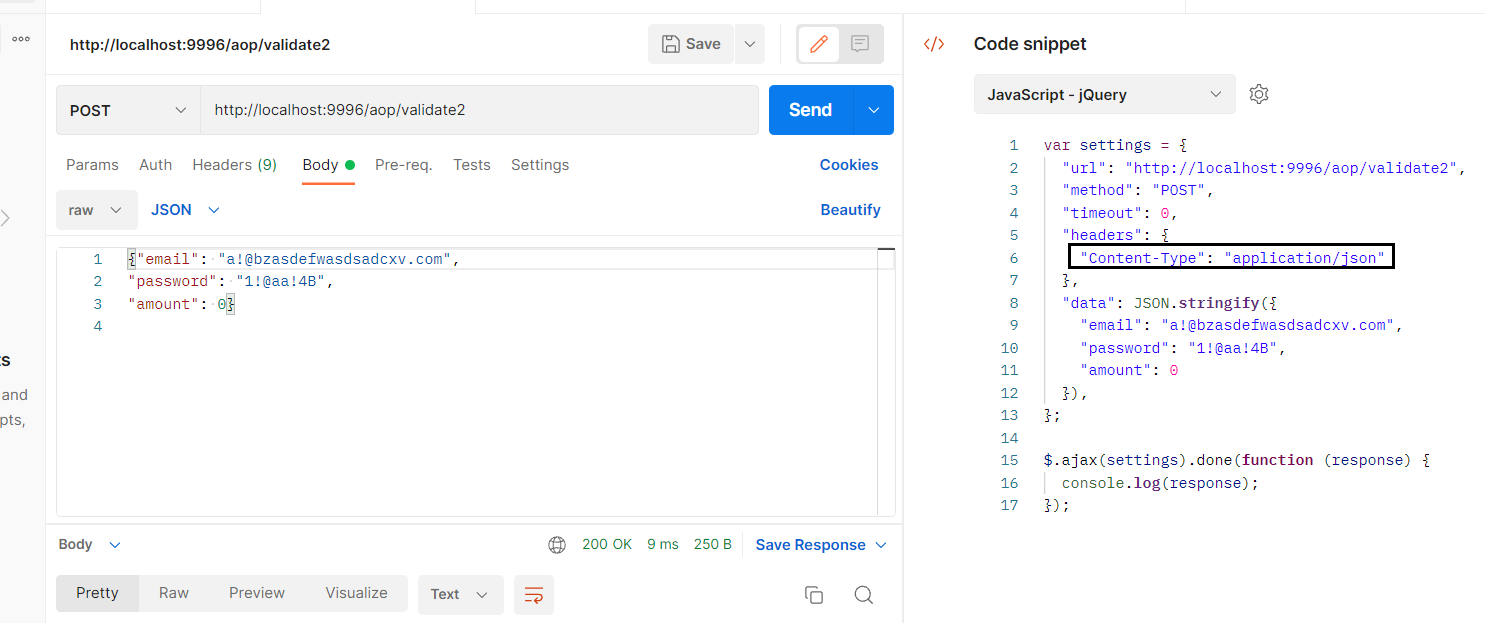 http://localhost:9996/aop/validate2
Save
POST
http://localhost:9996/aop/validate2
Send
Params Auth Headers (9) Body Pre-req. Tests Settings Cookies
raw JSON Beautify
1 {"email": "a!@bzasdefwasdsadcxv.com",
2 "password": "1!@aa!4B",
3 "amount": 0}
4
ts
and
pts,
Body 200 OK 9 ms 250 B Save Response
Pretty Raw Preview Visualize Text
</> Code snippet
JavaScript - jQuery
1 var settings = {
2 "url": "http://localhost:9996/aop/validate2",
3 "method": "POST",
4 "timeout": 0,
5 "headers": {
6 "Content-Type": "application/json"
7 },
8 "data": JSON.stringify({
9 "email": "a!@bzasdefwasdsadcxv.com",
10 "password": "1!@aa!4B",
11 "amount": 0
12 }),
13 };
14
15 $.ajax(settings).done(function (response) {
16 console.log(response);
17 });